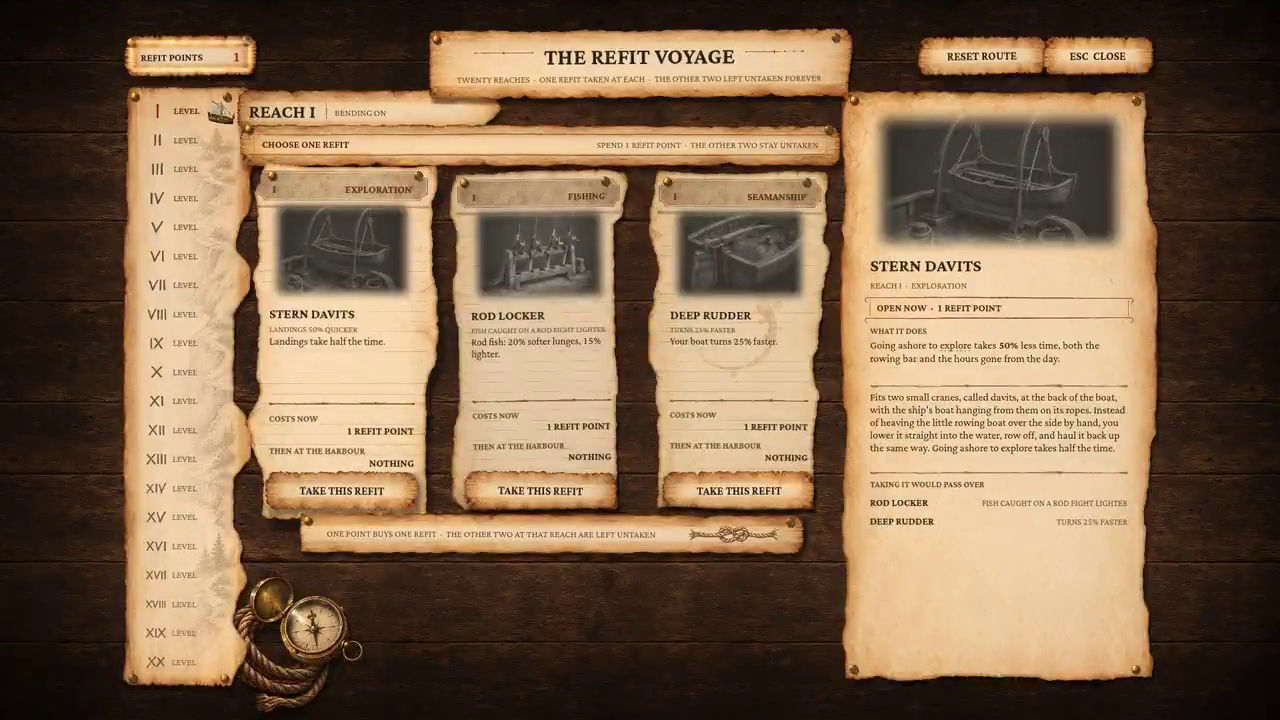 REFIT POINTS 1
THE REFIT VOYAGE
TWENTY REACHES · ONE REFIT TAKEN AT EACH · THE OTHER TWO LEFT UNTAKEN FOREVER
RESET ROUTE
ESC CLOSE
I LEVEL
II LEVEL
III LEVEL
IV LEVEL
V LEVEL
VI LEVEL
VII LEVEL
VIII LEVEL
IX LEVEL
X LEVEL
XI LEVEL
XII LEVEL
XIII LEVEL
XIV LEVEL
XV LEVEL
XVI LEVEL
XVII LEVEL
XVIII LEVEL
XIX LEVEL
XX LEVEL
REACH I BENDING ON
CHOOSE ONE REFIT SPEND 1 REFIT POINT · THE OTHER TWO STAY UNTAKEN
1 EXPLORATION
STERN DAVITS
LANDINGS 50% QUICKER
Landings take half the time.
COSTS NOW
1 REFIT POINT
THEN AT THE HARBOUR
NOTHING
TAKE THIS REFIT
1 FISHING
ROD LOCKER
FISH CAUGHT ON A ROD FIGHT LIGHTER
Rod fish: 20% softer lunges, 15%
lighter.
COSTS NOW
1 REFIT POINT
THEN AT THE HARBOUR
NOTHING
TAKE THIS REFIT
1 SEAMANSHIP
DEEP RUDDER
TURNS 25% FASTER
Your boat turns 25% faster.
COSTS NOW
1 REFIT POINT
THEN AT THE HARBOUR
NOTHING
TAKE THIS REFIT
ONE POINT BUYS ONE REFIT · THE OTHER TWO AT THAT REACH ARE LEFT UNTAKEN
STERN DAVITS
REACH I · EXPLORATION
OPEN NOW · 1 REFIT POINT
WHAT IT DOES
Going ashore to explore takes 50% less time, both the
rowing bar and the hours gone from the day.
Fits two small cranes, called davits, at the back of the boat,
with the ship's boat hanging from them on its ropes. Instead
of heaving the little rowing boat over the side by hand, you
lower it straight into the water, row off, and haul it back up
the same way. Going ashore to explore takes half the time.
TAKING IT WOULD PASS OVER
ROD LOCKER FISH CAUGHT ON A ROD FIGHT LIGHTER
DEEP RUDDER TURNS 25% FASTER